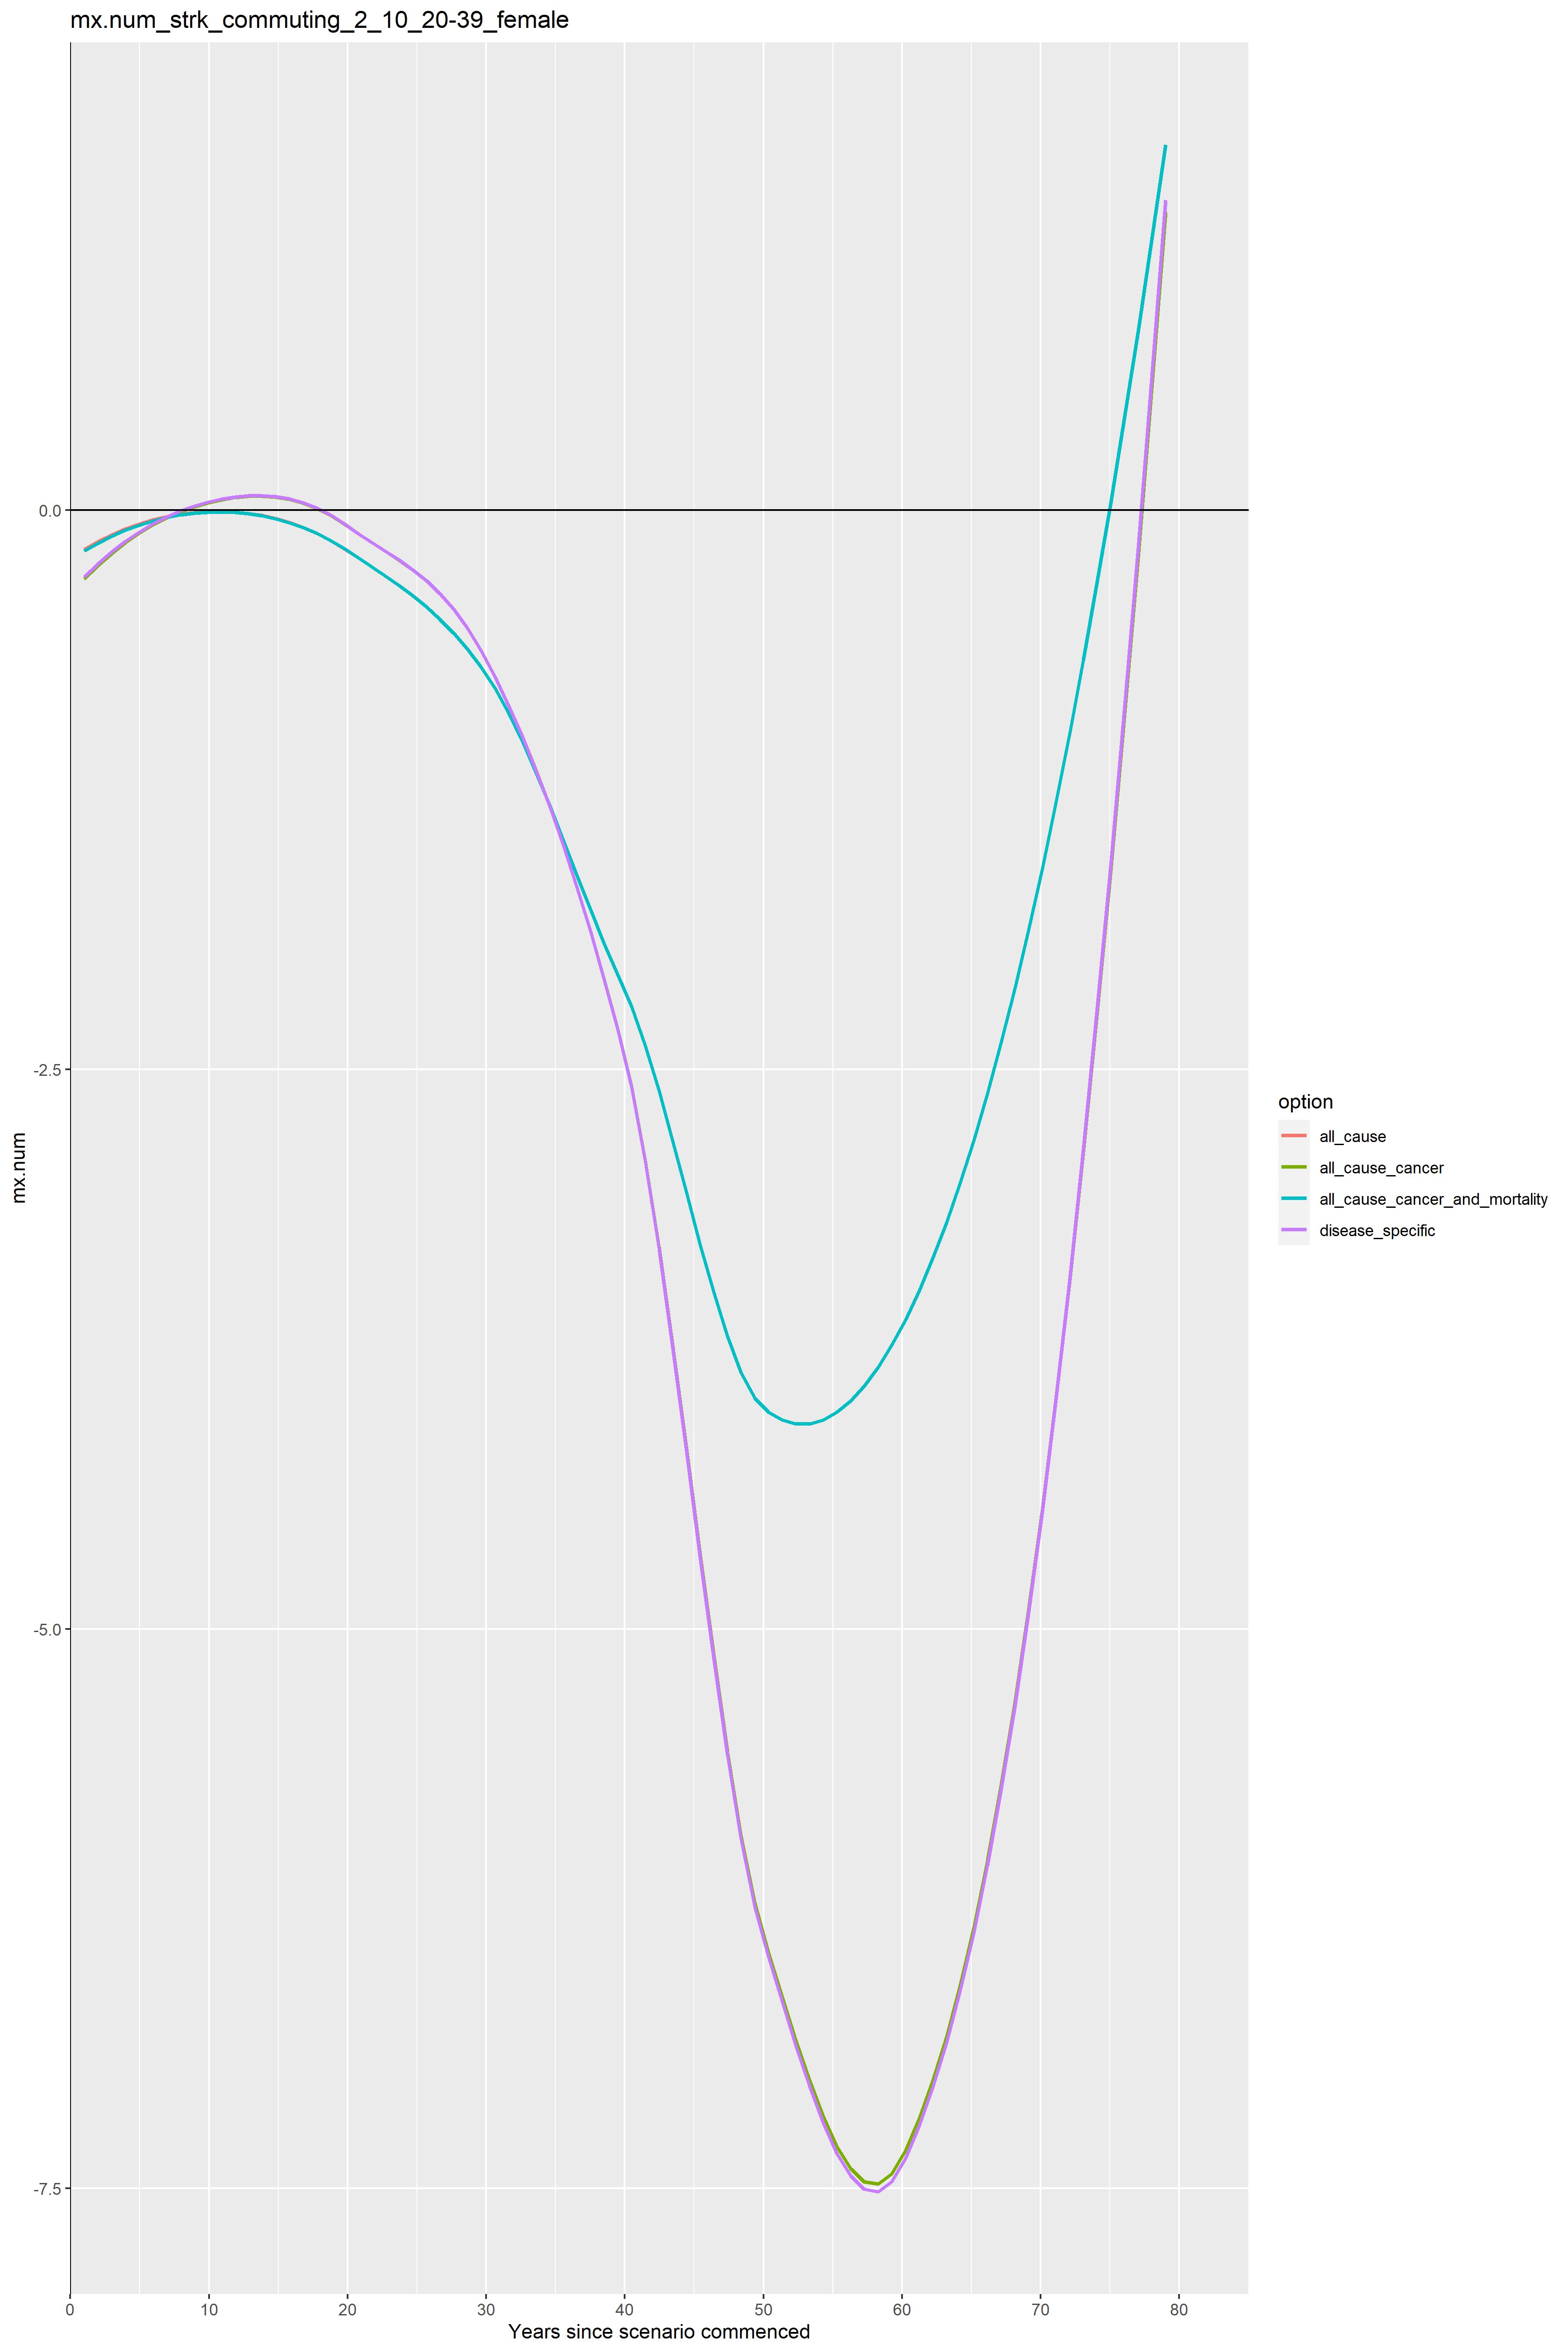 mx.num_strk_commuting_2_10_20-39_female
0.0
-2.5
-5.0
-7.5
mx.num
0 10 20 30 40 50 60 70 80
Years since scenario commenced
option
all_cause
all_cause_cancer
all_cause_cancer_and_mortality
disease_specific